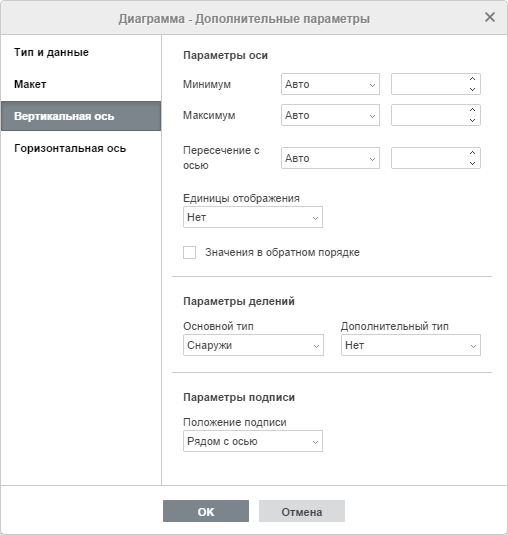 Диаграмма - Дополнительные параметры
Тип и данные
Макет
Вертикальная ось
Горизонтальная ось
Параметры оси
Минимум Авто
Максимум Авто
Пересечение с
осью Авто
Единицы отображения
Нет
Значения в обратном порядке
Параметры делений
Основной тип Дополнительный тип
Снаружи Нет
Параметры подписи
Положение подписи
Рядом с осью
OK Отмена